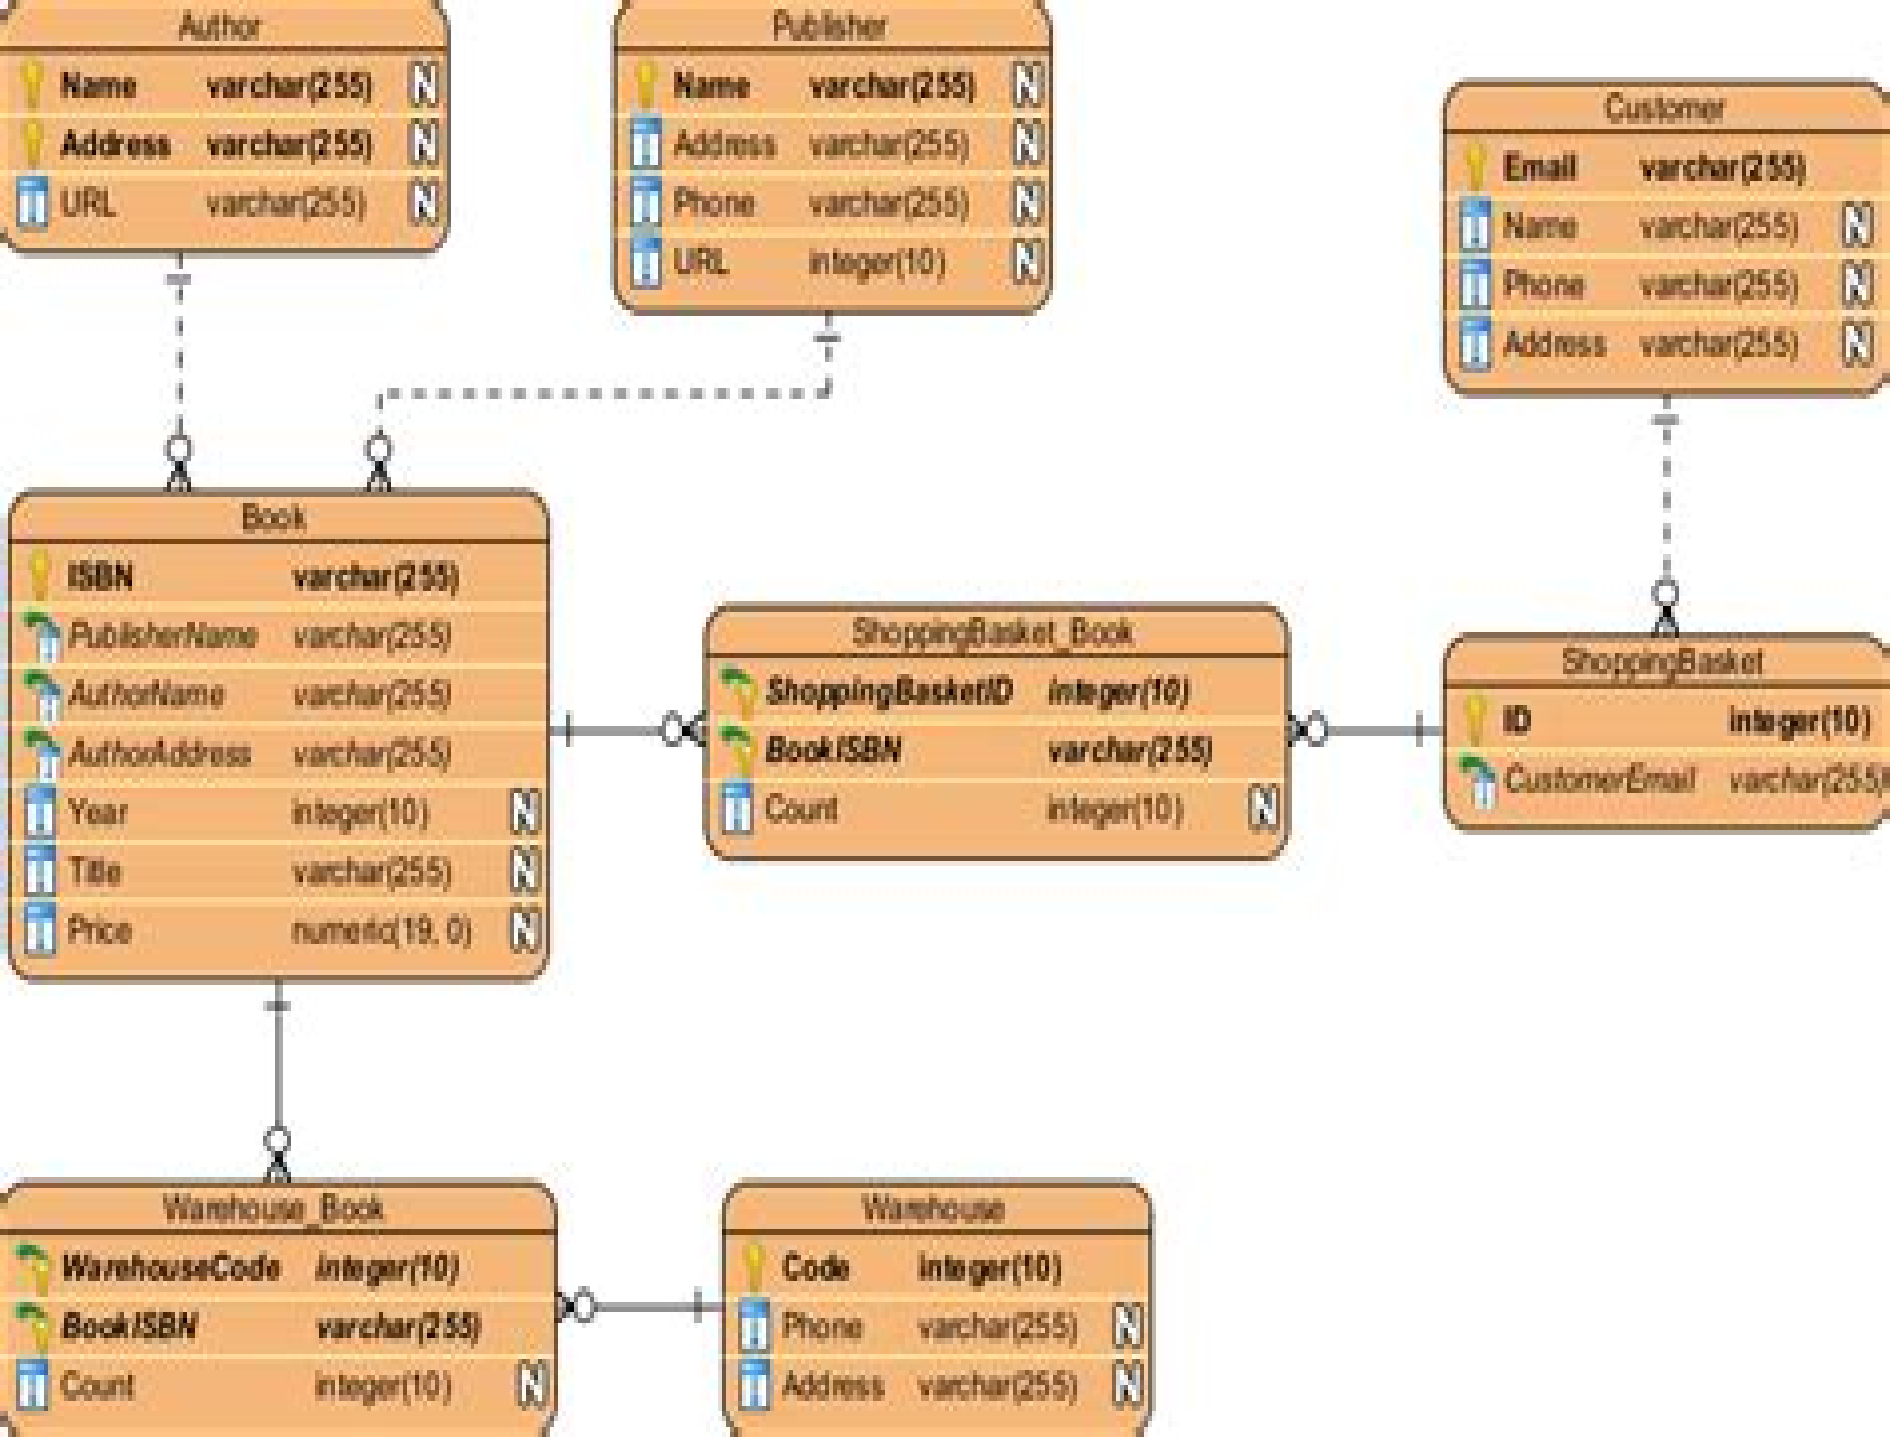 Author
Name varchar(255) N
Address varchar(255) N
URL varchar(255) N
Publisher
Name varchar(255) N
Address varchar(255) N
Phone varchar(255) N
URL integer(10) N
Customer
Email varchar(255)
Name varchar(255) N
Phone varchar(255) N
Address varchar(255) N
Book
ISBN varchar(255)
PublisherName varchar(255)
AuthorName varchar(255)
AuthorAddress varchar(255)
Year integer(10) N
Title varchar(255) N
Price numeric(19, 0) N
ShoppingBasket_Book
ShoppingBasketID integer(10)
BookISBN varchar(255)
Count integer(10) N
ShoppingBasket
ID integer(10)
CustomerEmail varchar(255)
Warehouse_Book
WarehouseCode integer(10)
BookISBN varchar(255)
Count integer(10) N
Warehouse
Code integer(10)
Phone varchar(255) N
Address varchar(255) N